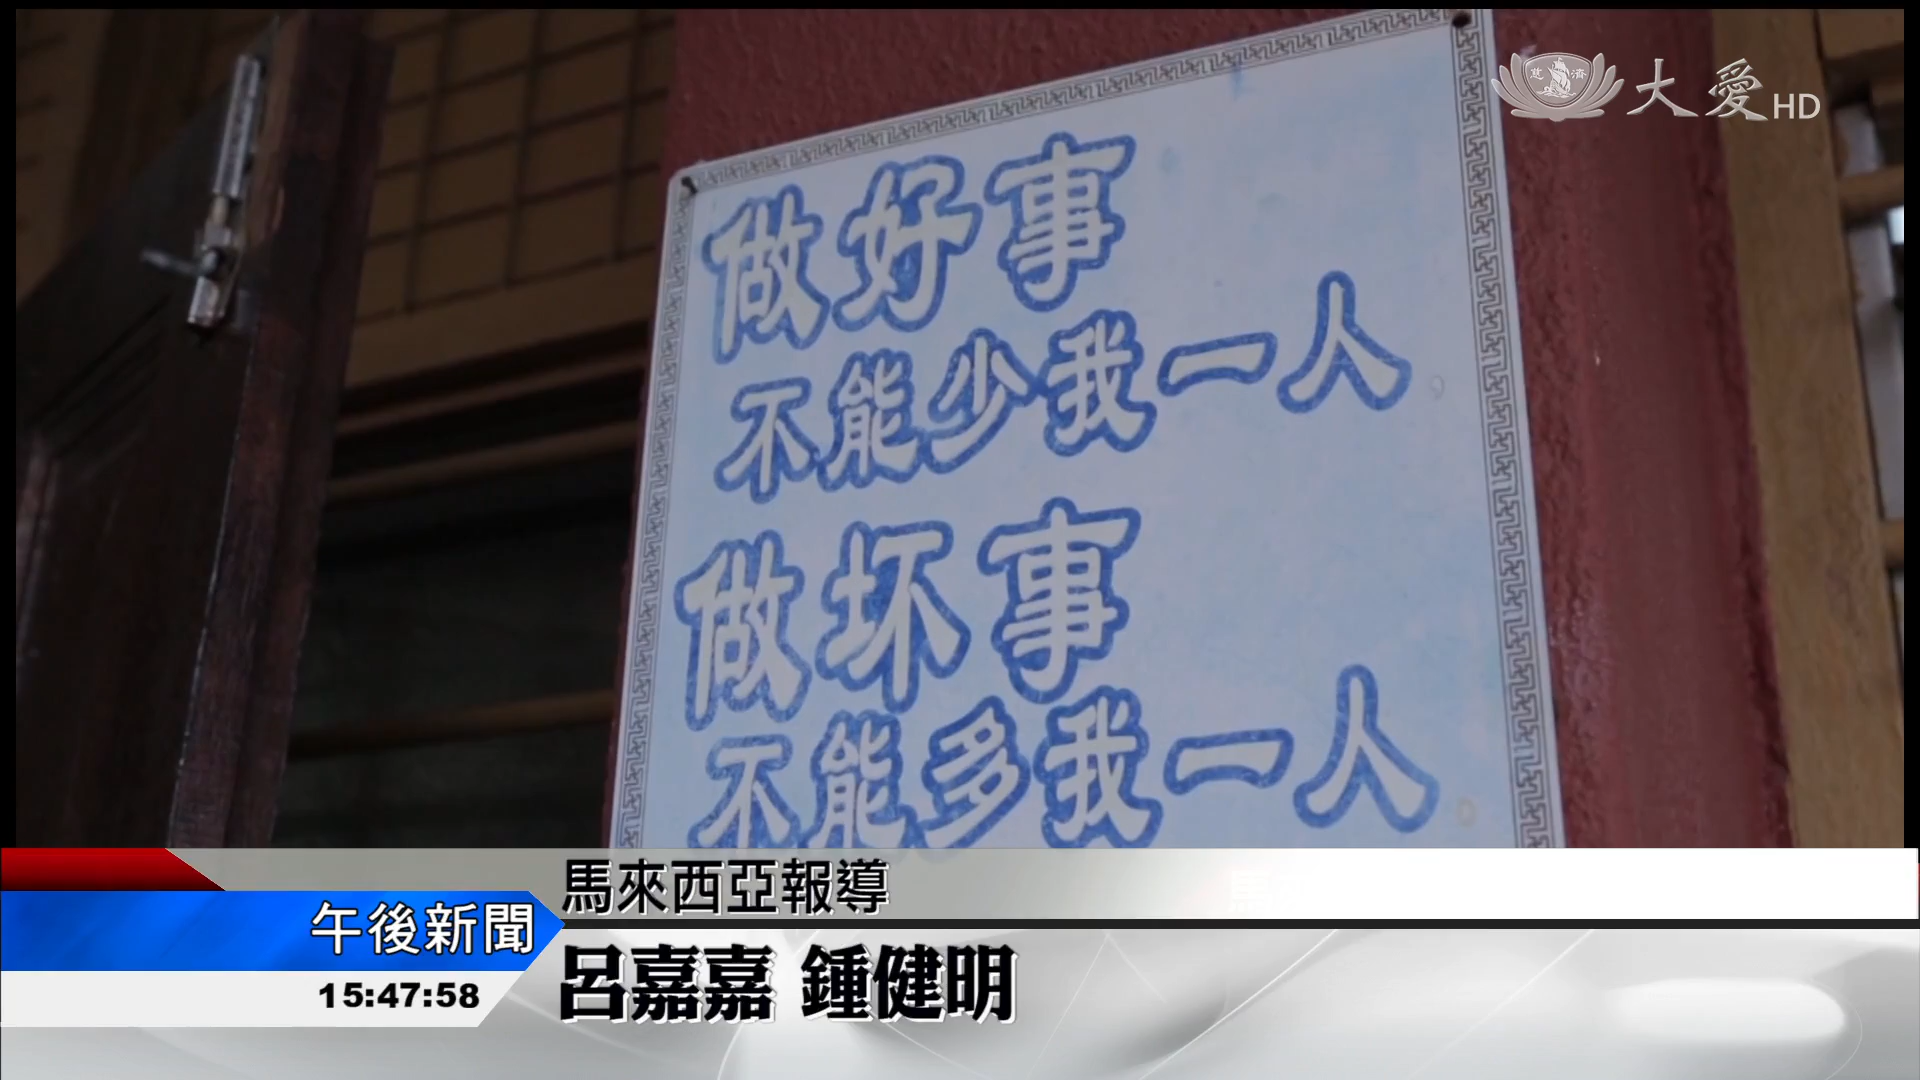 慈濟
大愛HD
做好事
不能少我一人
做坏事
不能多我一人
馬來西亞報導
午後新聞
呂嘉嘉 鍾健明
15:47:58